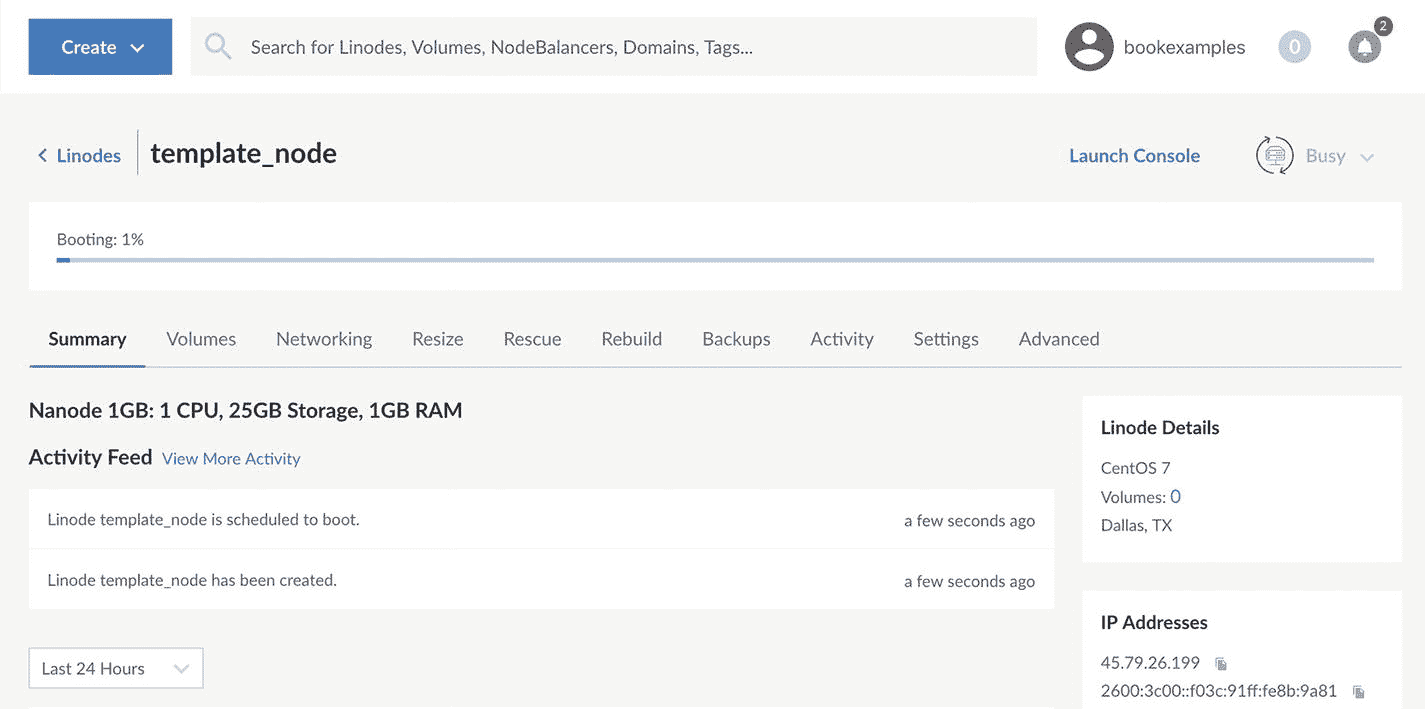 Create
Search for Linodes, Volumes, NodeBalancers, Domains, Tags...
bookexamples
0
2
Linodes
template_node
Launch Console
Busy
Booting: 1%
Summary Volumes Networking Resize Rescue Rebuild Backups Activity Settings Advanced
Nanode 1GB: 1 CPU, 25GB Storage, 1GB RAM
Activity Feed View More Activity
Linode template_node is scheduled to boot. a few seconds ago
Linode template_node has been created. a few seconds ago
Last 24 Hours
Linode Details
CentOS 7
Volumes: 0
Dallas, TX
IP Addresses
45.79.26.199
2600:3c00::f03c:91ff:fe8b:9a81